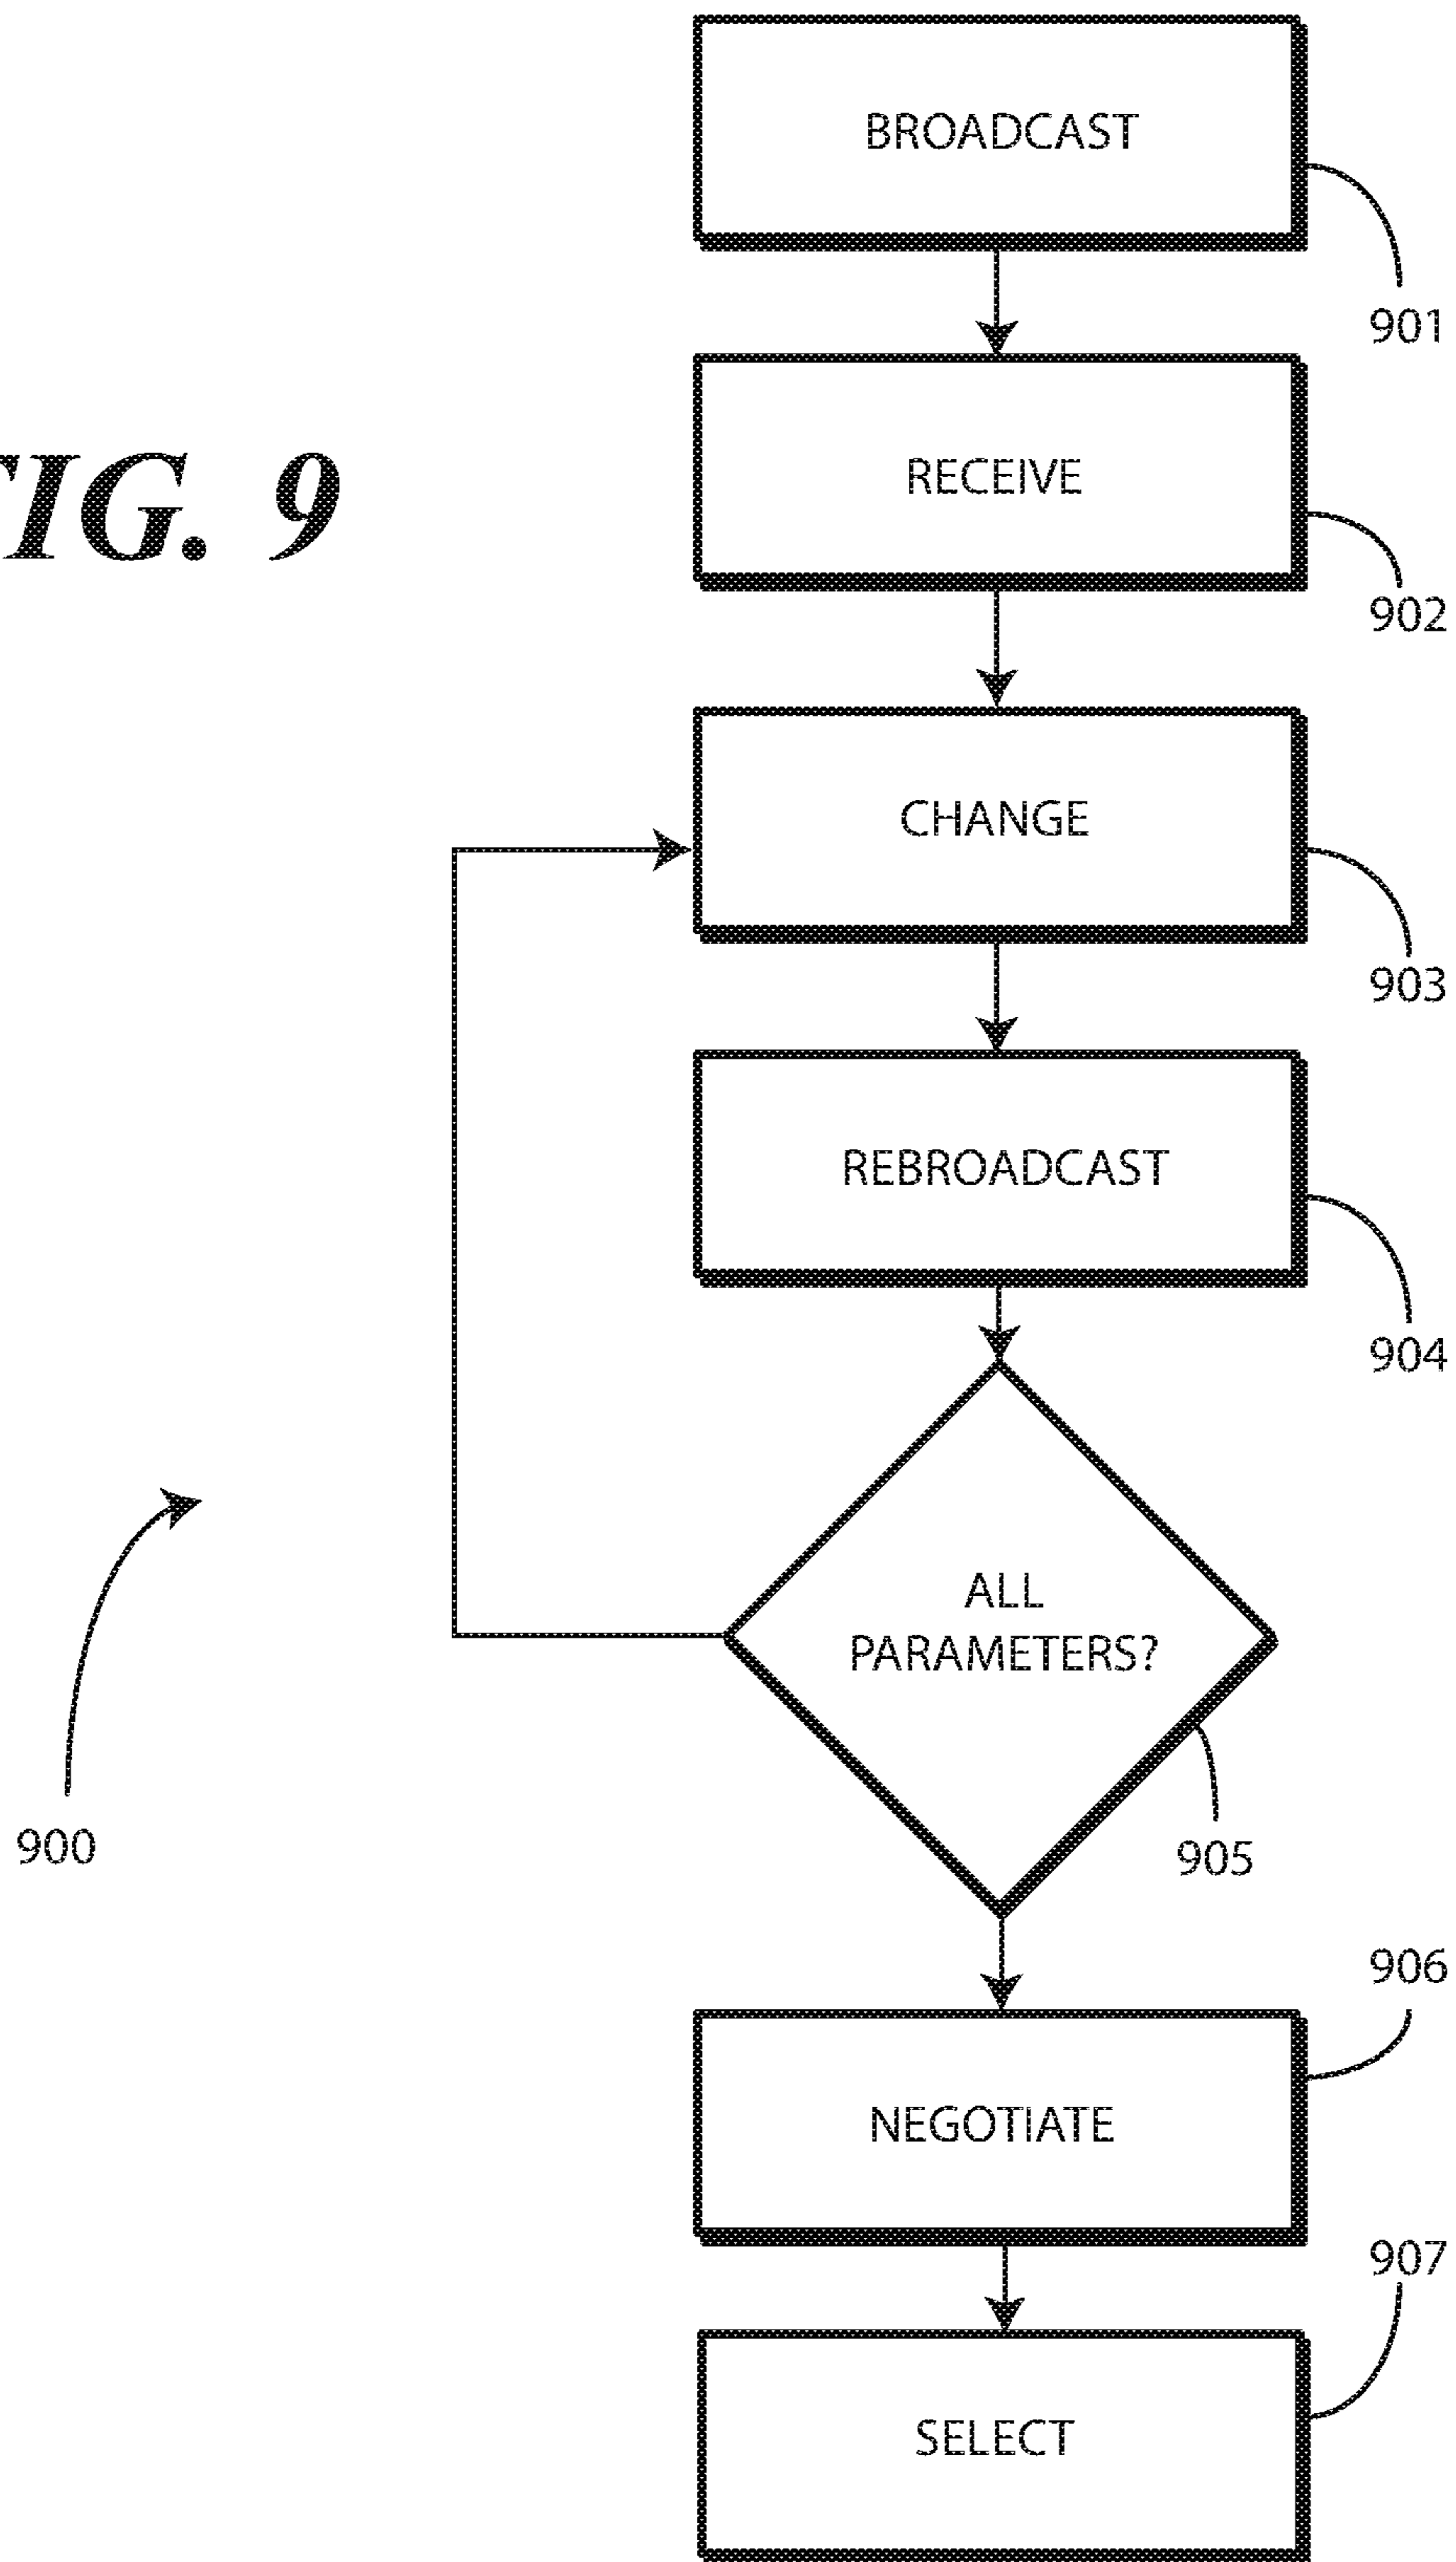 BROADCAST
901
FIG. 9
RECEIVE
902
CHANGE
903
REBROADCAST
904
ALL
PARAMETERS?
905
900
906
NEGOTIATE
907
SELECT